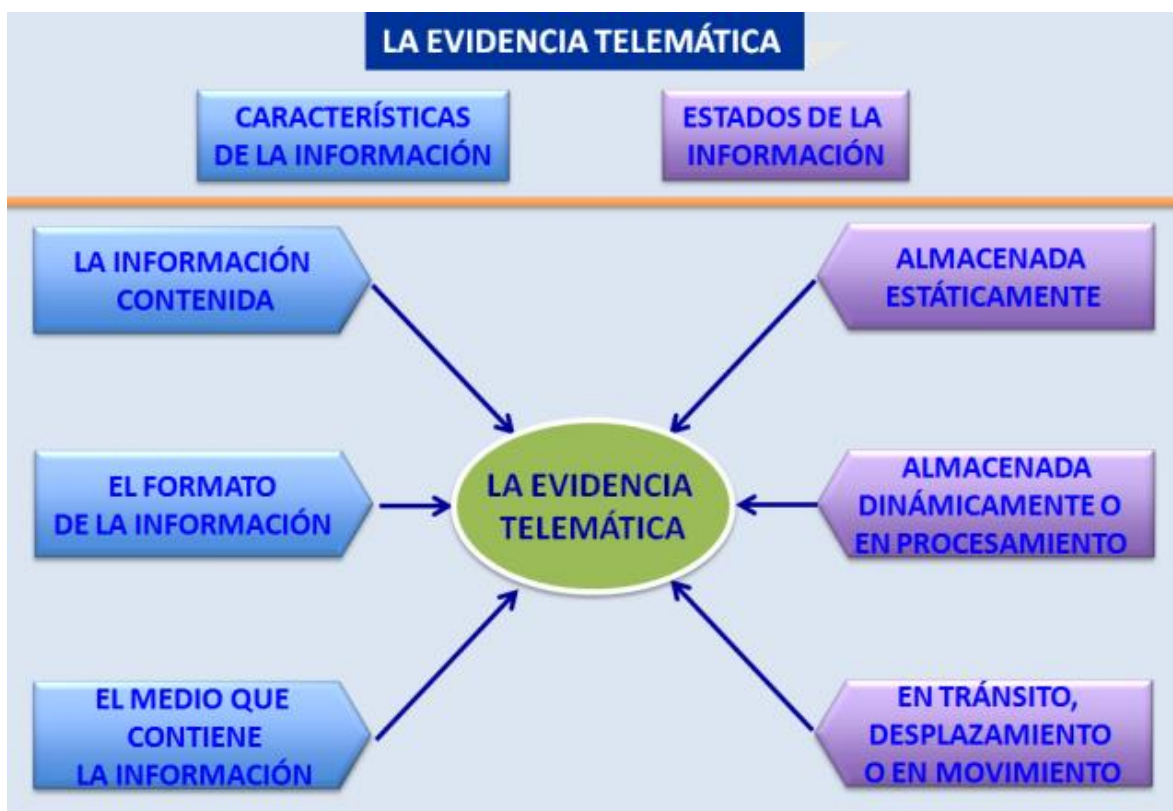 LA EVIDENCIA TELEMÁTICA
CARACTERÍSTICAS
DE LA INFORMACIÓN
ESTADOS DE LA
INFORMACIÓN
LA INFORMACIÓN
CONTENIDA
ALMACENADA
ESTÁTICAMENTE
EL FORMATO
DE LA INFORMACIÓN
LA EVIDENCIA
TELEMÁTICA
ALMACENADA
DINÁMICAMENTE O
EN PROCESAMIENTO
EL MEDIO QUE
CONTIENE
LA INFORMACIÓN
EN TRÁNSITO,
DESPLAZAMIENTO
O EN MOVIMIENTO